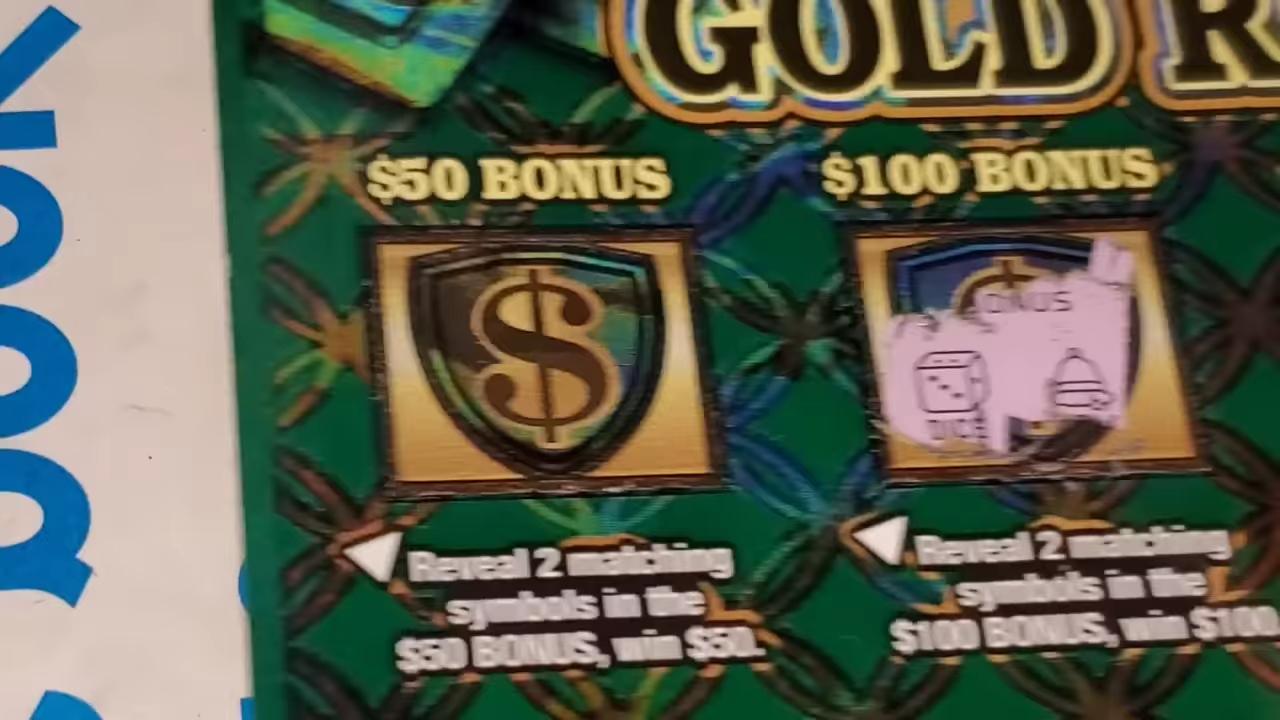 GOLD R
$50 BONUS
$100 BONUS
BONUS
DICE
Reveal 2 matching
symbols in the
$50 BONUS, win $50.
Reveal 2 matching
symbols in the
$100 BONUS, win $100.